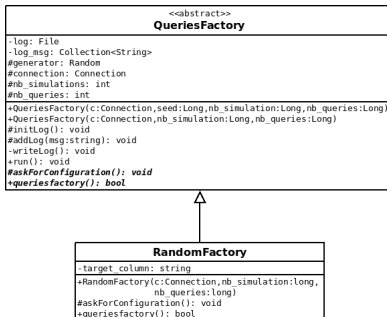 <<abstract>>
QueriesFactory
-log: File
-log_msg: Collection<String>
#generator: Random
#connection: Connection
#nb_simulations: int
#nb_queries: int
+QueriesFactory(c:Connection,seed:Long,nb_simulation:Long,nb_queries:Long)
+QueriesFactory(c:Connection,nb_simulation:Long,nb_queries:Long)
#initLog(): void
#addLog(msg:string): void
-writeLog(): void
+run(): void
#askForConfiguration(): void
+queriesfactory(): bool
RandomFactory
-target_column: string
+RandomFactory(c:Connection,nb_simulation:long,
nb_queries:long)
#askForConfiguration(): void
+queriesfactory(): bool